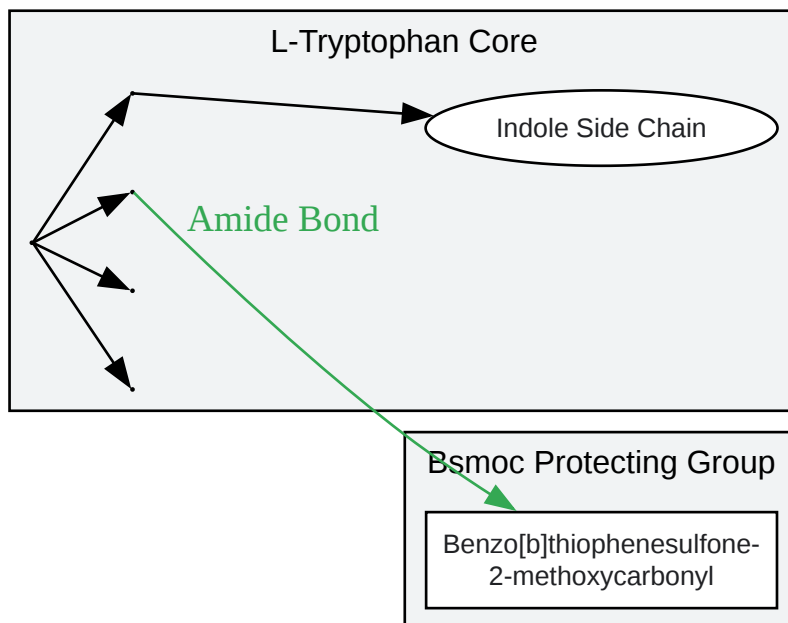 L-Tryptophan Core
Indole Side Chain
Amide Bond
Bsmoc Protecting Group
Benzo[b]thiophenesulfone-
2-methoxycarbonyl